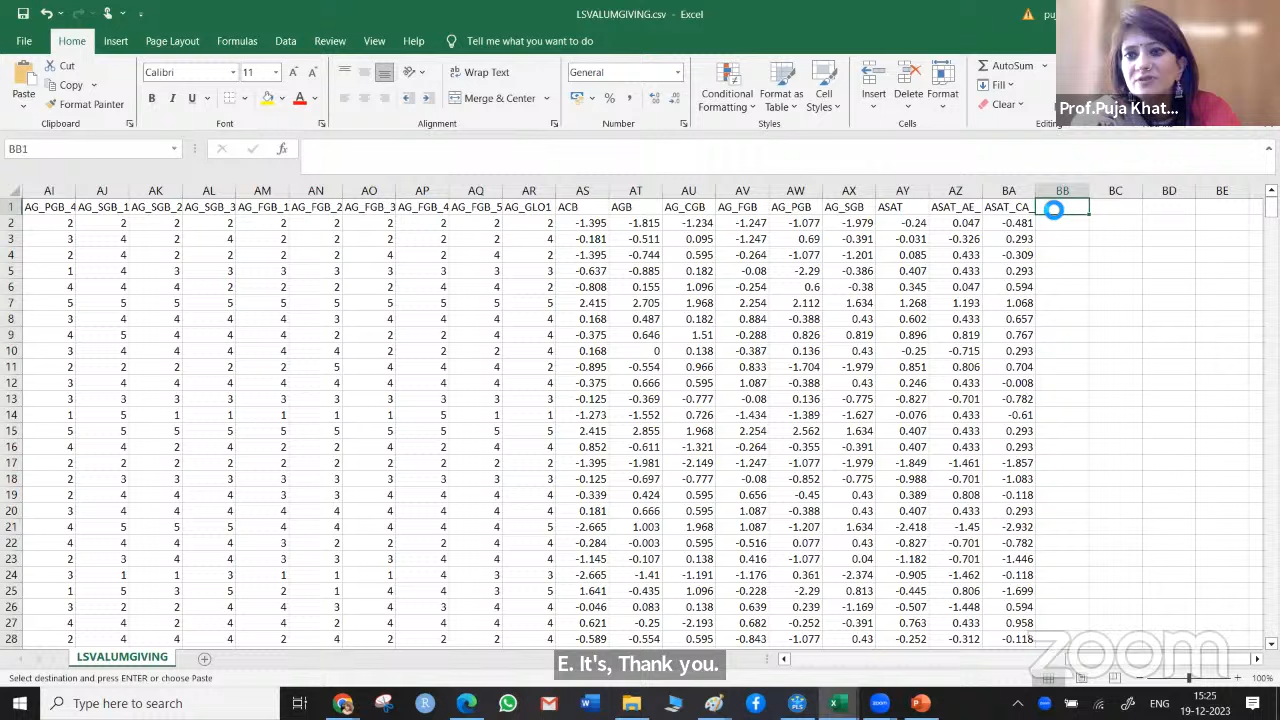 LSVALUMGIVING.csv - Excel
puj
File Home Insert Page Layout Formulas Data Review View Help Tell me what you want to do
Paste Cut Copy Format Painter Clipboard
Calibri 11 B I U Font
Wrap Text Merge & Center Alignment
General % Number
Conditional Formatting Format as Table Cell Styles Styles
Insert Delete Format Cells
AutoSum Fill Clear Editing
Prof.Puja Khat...
BB1 fx
AI AJ AK AL AM AN AO AP AQ AR AS AT AU AV AW AX AY AZ BA BB BC BD BE
1 AG_PGB_4 AG_SGB_1 AG_SGB_2 AG_SGB_3 AG_FGB_1 AG_FGB_2 AG_FGB_3 AG_FGB_4 AG_FGB_5 AG_GLO1 ACB AGB AG_CGB AG_FGB AG_PGB AG_SGB ASAT ASAT_AE_ ASAT_CA_
2 2 2 2 2 2 2 2 2 2 2 -1.395 -1.815 -1.234 -1.247 -1.077 -1.979 -0.24 0.047 -0.481
3 3 4 2 4 2 2 2 2 2 4 -0.181 -0.511 0.095 -1.247 0.69 -0.391 -0.031 -0.326 0.293
4 2 4 2 2 2 2 4 2 4 2 -1.395 -0.744 0.595 -0.264 -1.077 -1.201 0.085 0.433 -0.309
5 1 4 3 3 3 3 3 3 3 3 -0.637 -0.885 0.182 -0.08 -2.29 -0.386 0.407 0.433 0.293
6 4 4 4 2 2 2 2 4 4 2 -0.808 0.155 1.096 -0.254 0.6 -0.38 0.345 0.047 0.594
7 5 5 5 5 5 5 5 5 5 5 2.415 2.705 1.968 2.254 2.112 1.634 1.268 1.193 1.068
8 3 4 4 4 4 3 4 4 4 4 0.168 0.487 0.182 0.884 -0.388 0.43 0.602 0.433 0.657
9 4 5 4 4 4 2 2 4 2 4 -0.375 0.646 1.51 -0.288 0.826 0.819 0.896 0.819 0.767
10 3 4 4 4 4 4 2 2 2 4 0.168 0 0.138 -0.387 0.136 0.43 -0.25 -0.715 0.293
11 2 2 2 2 2 5 4 4 4 2 -0.895 -0.554 0.966 0.833 -1.704 -1.979 0.851 0.806 0.704
12 3 4 4 4 4 4 4 4 4 4 -0.375 0.666 0.595 1.087 -0.388 0.43 0.246 0.433 -0.008
13 3 3 3 3 3 3 3 3 3 3 -0.125 -0.369 -0.777 -0.08 0.136 -0.775 -0.827 -0.701 -0.782
14 1 5 1 1 1 1 1 5 1 1 -1.273 -1.552 0.726 -1.434 -1.389 -1.627 -0.076 0.433 -0.61
15 5 5 5 5 5 5 5 5 5 5 2.415 2.855 1.968 2.254 2.562 1.634 0.407 0.433 0.293
16 4 4 2 4 2 2 4 2 4 4 0.852 -0.611 -1.321 -0.264 -0.355 -0.391 0.407 0.433 0.293
17 2 2 2 2 2 2 2 2 2 2 -1.395 -1.981 -2.149 -1.247 -1.077 -1.979 -1.849 -1.461 -1.857
18 2 3 3 3 3 3 3 3 3 3 -0.125 -0.697 -0.777 -0.08 -0.852 -0.775 -0.988 -0.701 -1.083
19 2 4 4 4 3 3 3 4 4 4 -0.339 0.424 0.595 0.656 -0.45 0.43 0.389 0.808 -0.118
20 3 4 4 4 4 4 4 4 4 4 0.181 0.666 0.595 1.087 -0.388 0.43 0.407 0.433 0.293
21 4 5 5 5 4 4 4 4 4 5 -2.665 1.003 1.968 1.087 -1.207 1.634 -2.418 -1.45 -2.932
22 4 4 4 4 3 2 2 4 2 4 -0.284 -0.003 0.595 -0.516 0.077 0.43 -0.827 -0.701 -0.782
23 2 3 4 4 2 3 3 4 4 4 -1.145 -0.107 0.138 0.416 -1.077 0.04 -1.182 -0.701 -1.446
24 3 1 1 3 1 1 1 4 3 3 -2.665 -1.41 -1.191 -1.176 0.361 -2.374 -0.905 -1.462 -0.118
25 1 5 3 5 2 1 4 4 3 5 1.641 -0.435 1.096 -0.228 -2.29 0.813 -0.445 0.806 -1.699
26 3 2 2 4 4 3 4 3 4 4 -0.046 0.083 0.138 0.639 0.239 -1.169 -0.507 -1.448 0.594
27 4 4 2 4 4 2 2 4 2 4 0.621 -0.25 -2.193 0.682 -0.252 -0.391 0.763 0.433 0.958
28 2 4 4 4 2 4 2 2 2 4 -0.589 -0.554 0.595 -0.843 -1.077 0.43 -0.252 -0.312 -0.118
zoom
LSVALUMGIVING
E. It's, Thank you.
Select destination and press ENTER or choose Paste
100%
Type here to search
15:25
19-12-2023